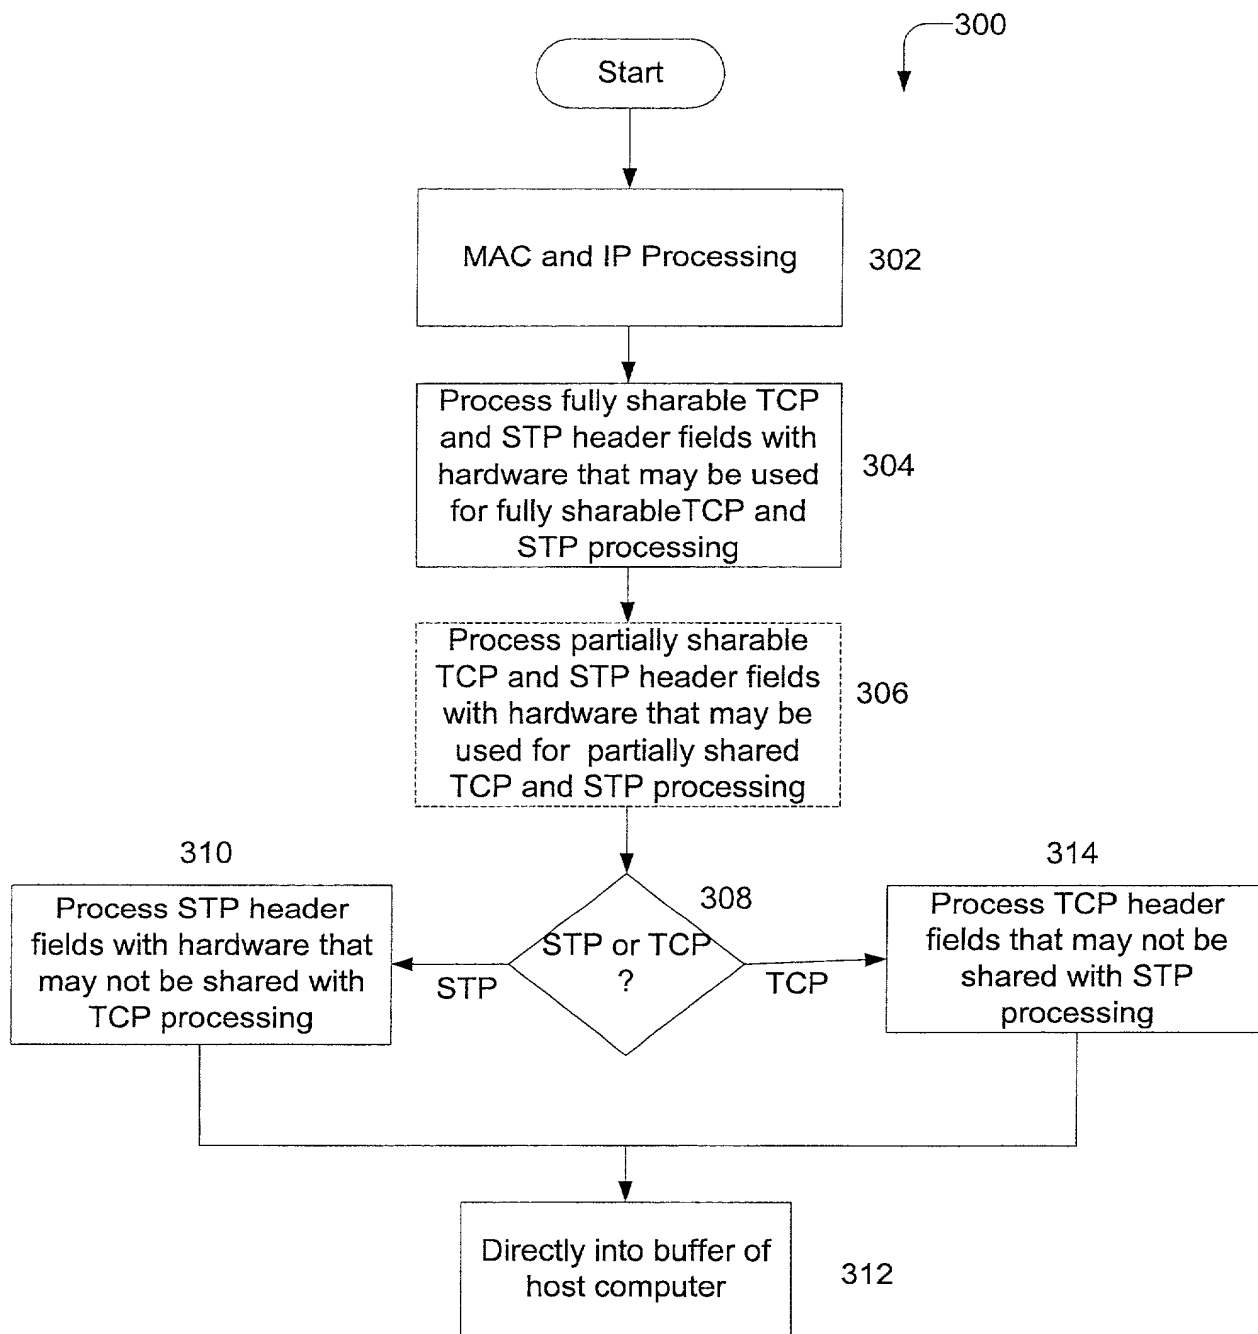 300
Start
MAC and IP Processing
302
Process fully sharable TCP
and STP header fields with
hardware that may be used
for fully sharableTCP and
STP processing
304
Process partially sharable
TCP and STP header fields
with hardware that may be
used for partially shared
TCP and STP processing
306
310
Process STP header
fields with hardware that
may not be shared with
TCP processing
STP
308
STP or TCP
?
TCP
314
Process TCP header
fields that may not be
shared with STP
processing
Directly into buffer of
host computer
312